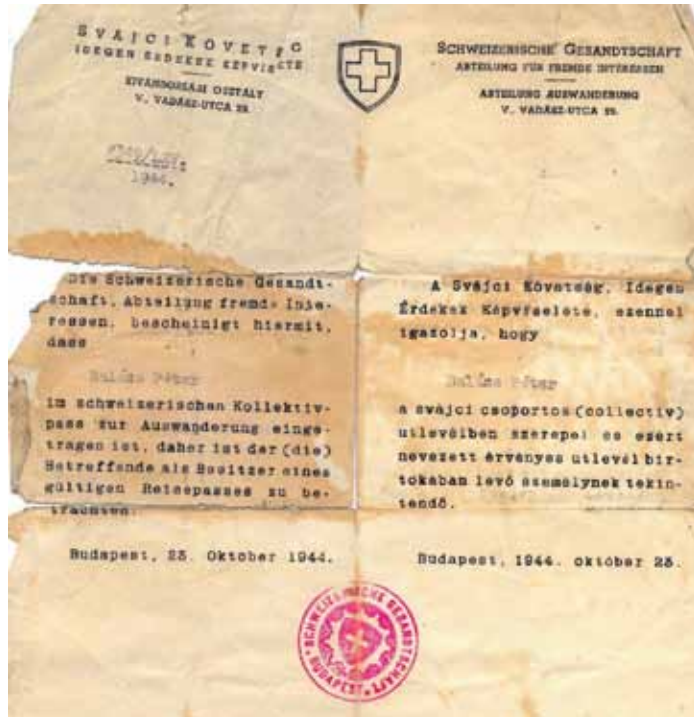 SVÁJCI KÖVETSÉG
IDEGEN ÉRDEKEK KÉPVISELETE
KIVÁNDORLÁSI OSZTÁLY
V. VADÁSZ-UTCA 29.
1944.
SCHWEIZERISCHE GESANDTSCHAFT
ABTEILUNG FÜR FREMDE INTERESSEN
ABTEILUNG AUSWANDERUNG
V. VADÁSZ-UTCA 29.
Die Schweizerische Gesandt-
schaft, Abteilung fremde Inte-
ressen, bescheinigt hiermit,
dass
Balázs Péter
im schweizerischen Kollektiv-
pass zur Auswanderung einge-
tragen ist, daher ist der (die)
Betreffende als Besitzer eines
gültigen Reisepasses zu be-
trachten.
Budapest, 23. Oktober 1944.
A Svájci Követség, Idegen
Érdekek Képviselete, ezennel
igazolja, hogy
Balázs Péter
a svájci csoportos (collectiv)
utlevélben szerepel és ezért
nevezett érvényes utlevél bir-
tokában levő személynek tekin-
tendő.
Budapest, 1944. október 23.
SCHWEIZERISCHE GESANDTSCHAFT
BUDAPEST